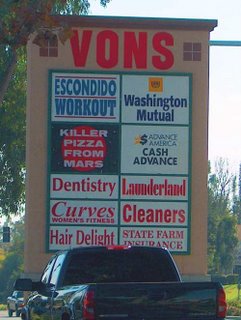 VONS
ESCONDIDO
WORKOUT
Washington
Mutual
KILLER
PIZZA
FROM
MARS
ADVANCE
AMERICA
CASH
ADVANCE
Dentistry
Launderland
Curves
WOMEN'S FITNESS
Cleaners
Hair Delight
STATE FARM
INSURANCE